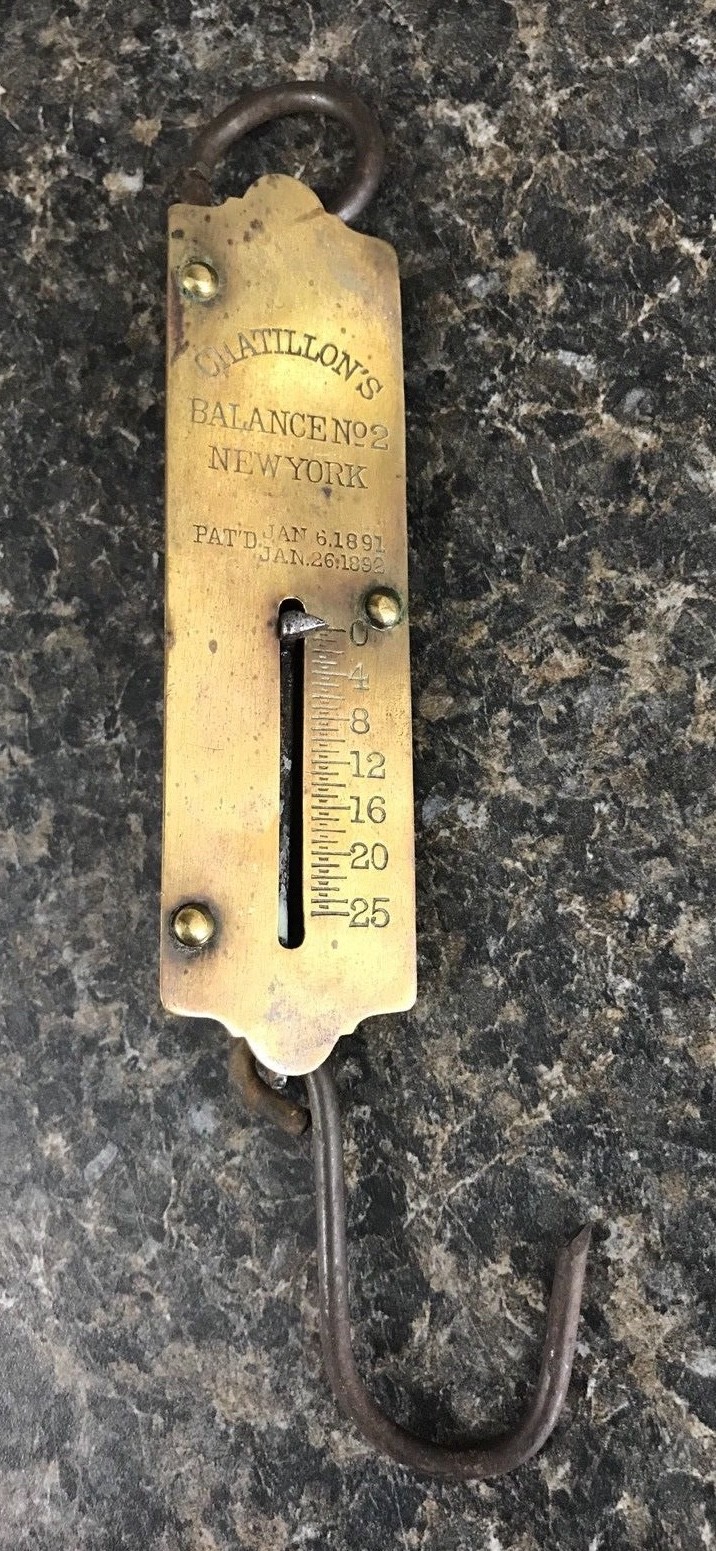 CHATILLON'S
BALANCE Nº 2
NEW YORK
PAT'D. JAN 6.1891
JAN.26.1892
0
4
8
12
16
20
25